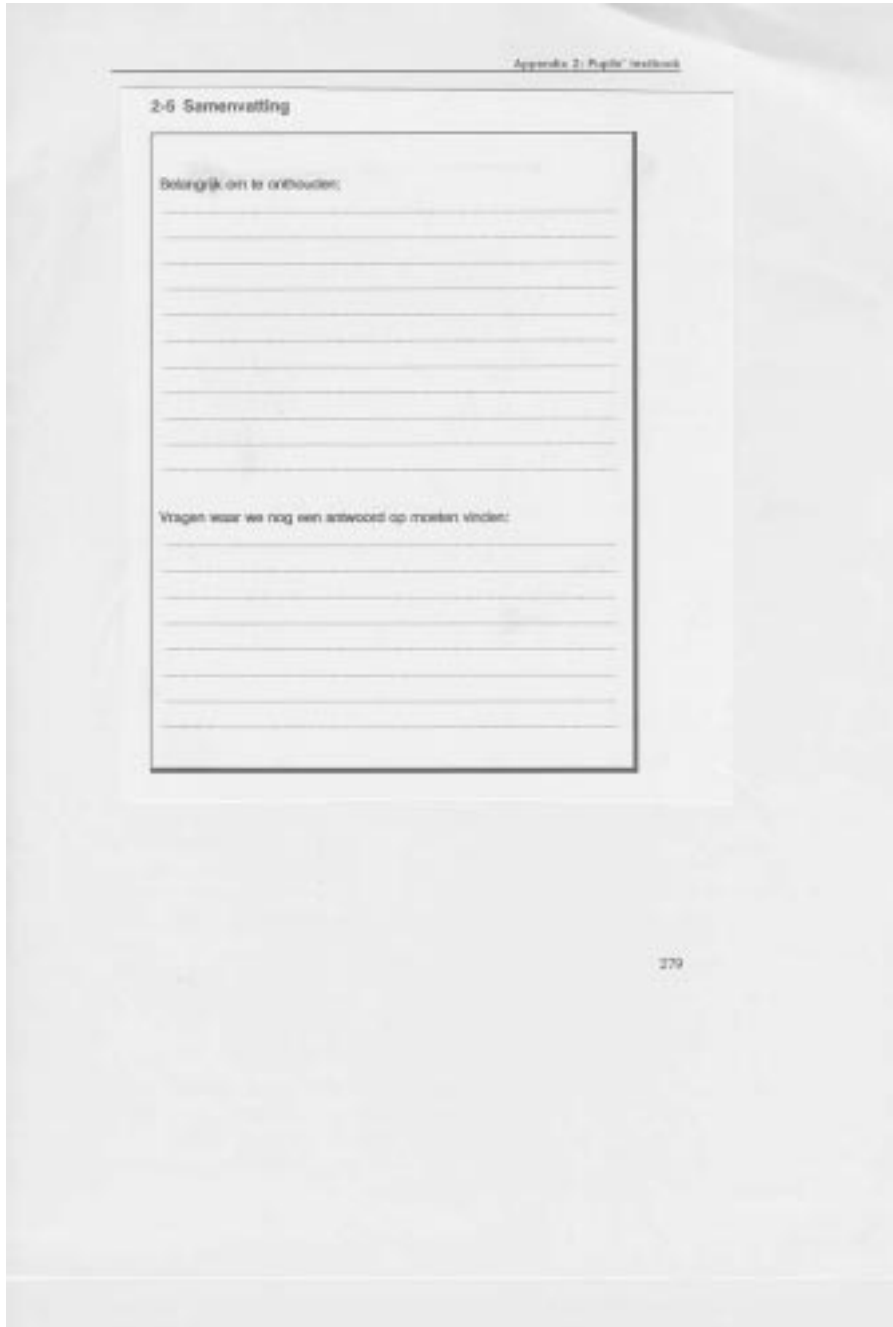 Appendix 2: Pupils' textbook
2-5 Samenvatting
Belangrijk om te onthouden:
Vragen waar we nog een antwoord op moeten vinden:
279